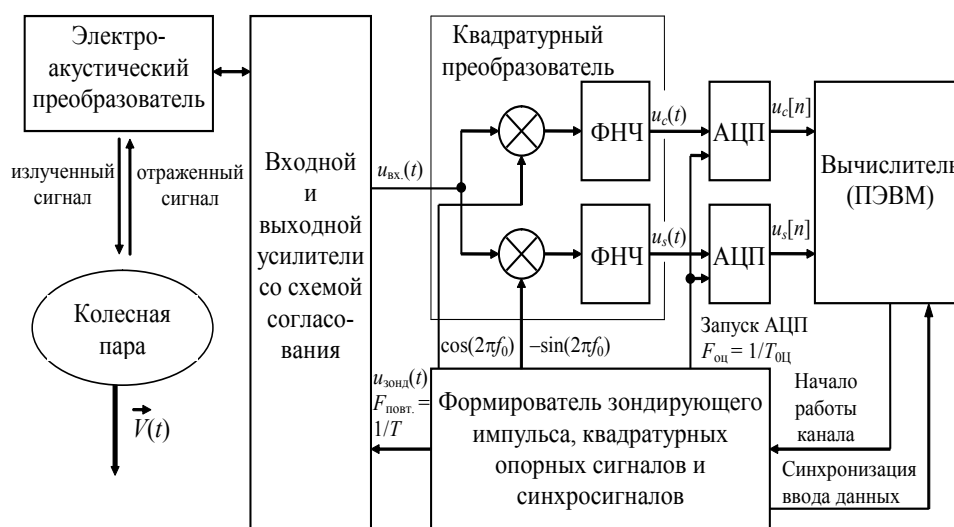 Электро-
акустический
преобразователь
излученный
сигнал
отраженный
сигнал
Колесная
пара
V(t)
Входной
и
выходной
усилители
со схемой
согласо-
вания
uвх.(t)
Квадратурный
преобразователь
ФНЧ
uc(t)
АЦП
uc[n]
ФНЧ
us(t)
АЦП
us[n]
Вычислитель
(ПЭВМ)
cos(2πf0)
−sin(2πf0)
Запуск АЦП
Fоц = 1/T0Ц
uзонд(t)
Fповт. =
1/T
Формирователь зондирующего
импульса, квадратурных
опорных сигналов и
синхросигналов
Начало
работы
канала
Синхронизация
ввода данных